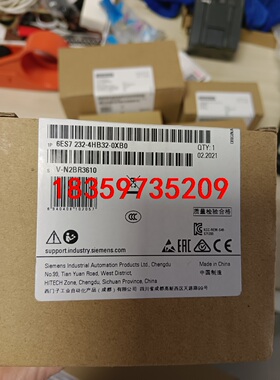 1P 6ES7 232-4HB32-0XB0
QTY: 1
02.2021
S V-N2BR3610
18359735209
质量检验合格
support.industry.siemens.com
Siemens Industrial Automation Products Ltd., Chengdu
No.99, Tian Yuan Road, West District,
HITECH Zone, Chengdu, Sichuan Province, China
Made in China
中国制造